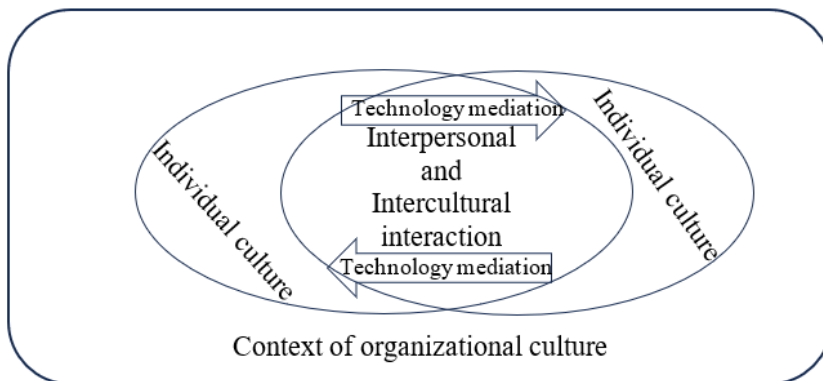 Technology mediation
Individual culture
Interpersonal
and
Intercultural
interaction
Individual culture
Technology mediation
Context of organizational culture